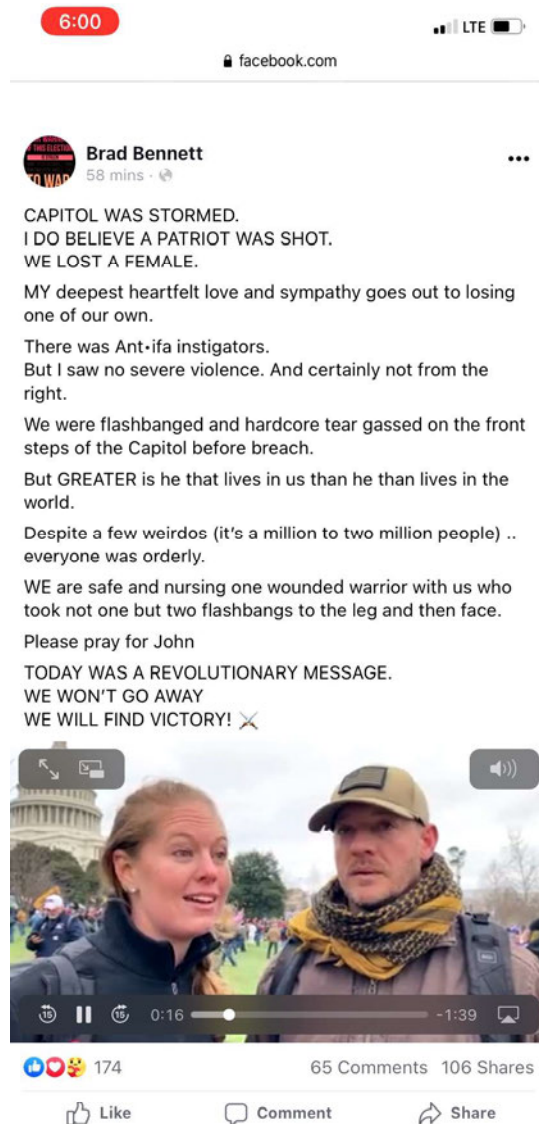 6:00
LTE
facebook.com
THIS ELECTIO
TO WAR
Brad Bennett
58 mins ·
CAPITOL WAS STORMED.
I DO BELIEVE A PATRIOT WAS SHOT.
WE LOST A FEMALE.
MY deepest heartfelt love and sympathy goes out to losing
one of our own.
There was Ant•ifa instigators.
But I saw no severe violence. And certainly not from the
right.
We were flashbanged and hardcore tear gassed on the front
steps of the Capitol before breach.
But GREATER is he that lives in us than he than lives in the
world.
Despite a few weirdos (it's a million to two million people) ..
everyone was orderly.
WE are safe and nursing one wounded warrior with us who
took not one but two flashbangs to the leg and then face.
Please pray for John
TODAY WAS A REVOLUTIONARY MESSAGE.
WE WON'T GO AWAY
WE WILL FIND VICTORY! ⚔️
15 15 0:16 -1:39
174 65 Comments 106 Shares
Like Comment Share